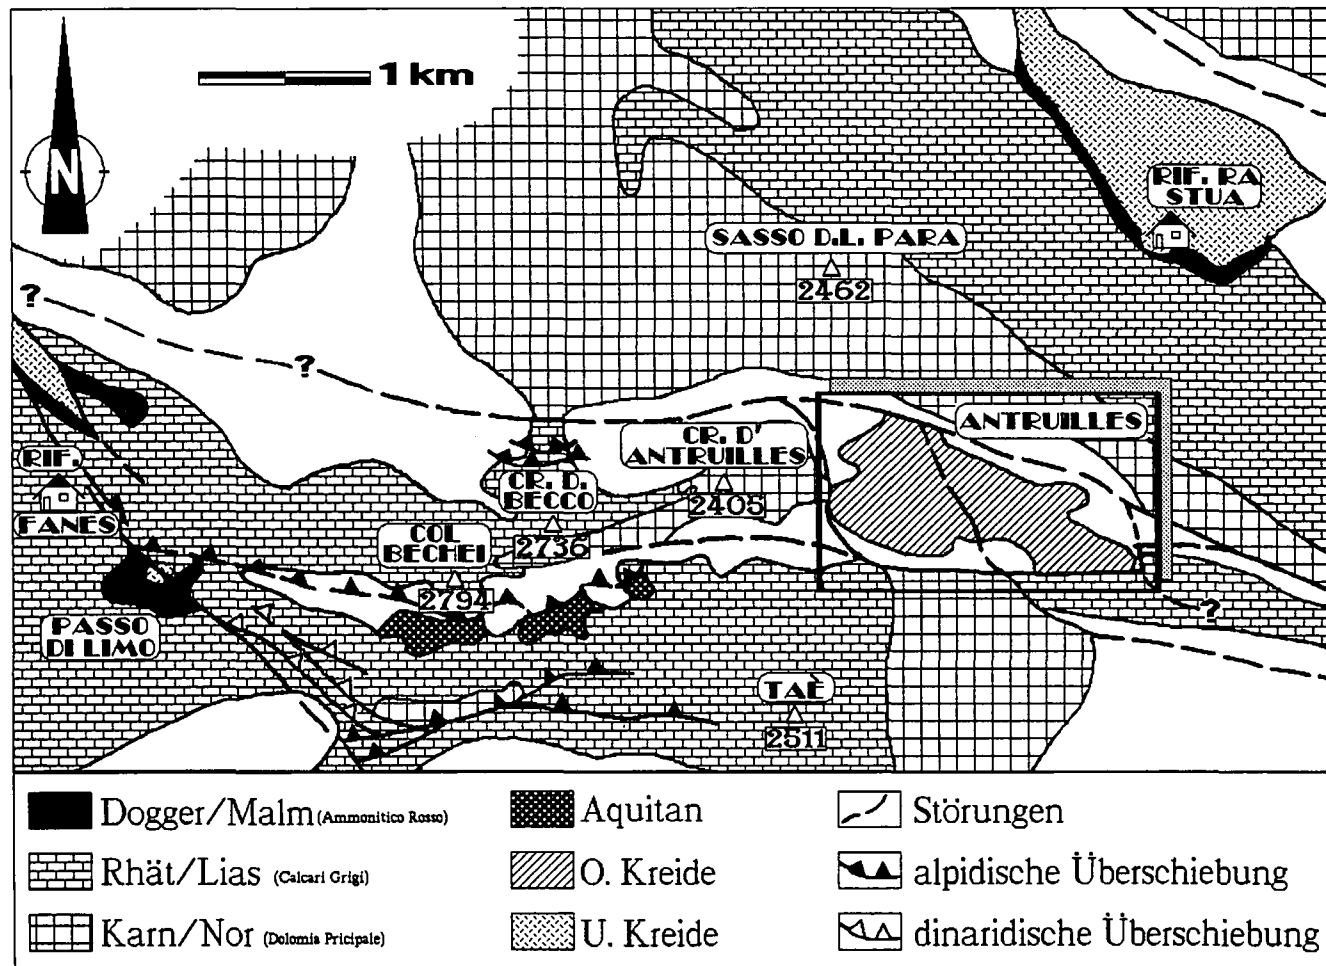 N
1 km
RIF. RA
STUA
SASSO D.L. PARA
2462
?
?
ANTRUILLES
CR. D'
ANTRUILLES
2405
RIF.
FANES
CR. D.
BECCO
2736
COL
BECHEI
2794
?
PASSO
DI LIMO
TAÈ
2511
Dogger/Malm (Ammonitico Rosso)
Rhät/Lias (Calcari Grigi)
Karn/Nor (Dolomia Pricipale)
Aquitan
O. Kreide
U. Kreide
Störungen
alpidische Überschiebung
dinaridische Überschiebung